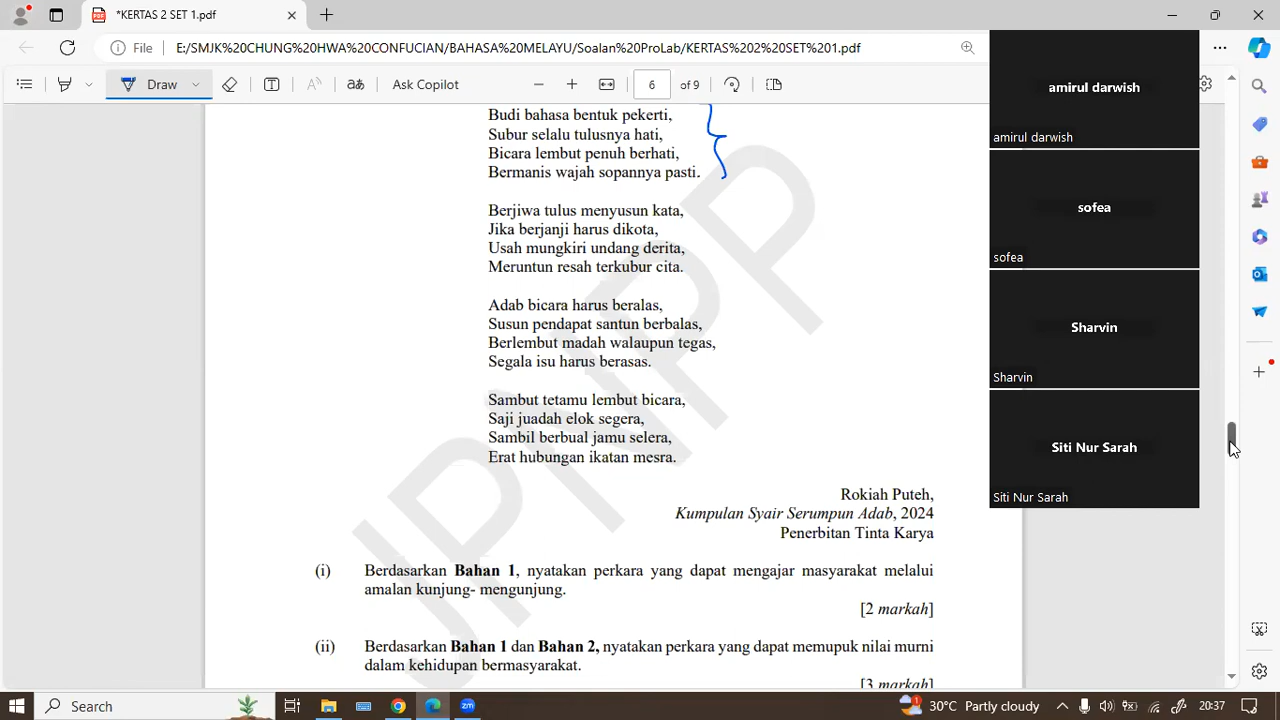 *KERTAS 2 SET 1.pdf
File
E:/SMJK%20CHUNG%20HWA%20CONFUCIAN/BAHASA%20MELAYU/Soalan%20ProLab/KERTAS%202%20SET%201.pdf
Draw
Ask Copilot
6
of 9
Budi bahasa bentuk pekerti,
Subur selalu tulusnya hati,
Bicara lembut penuh berhati,
Bermanis wajah sopannya pasti.
Berjiwa tulus menyusun kata,
Jika berjanji harus dikota,
Usah mungkiri undang derita,
Meruntun resah terkubur cita.
Adab bicara harus beralas,
Susun pendapat santun berbalas,
Berlembut madah walaupun tegas,
Segala isu harus berasas.
Sambut tetamu lembut bicara,
Saji juadah elok segera,
Sambil berbual jamu selera,
Erat hubungan ikatan mesra.
Rokiah Puteh,
Kumpulan Syair Serumpun Adab, 2024
Penerbitan Tinta Karya
(i) Berdasarkan Bahan 1, nyatakan perkara yang dapat mengajar masyarakat melalui
amalan kunjung- mengunjung.
[2 markah]
(ii) Berdasarkan Bahan 1 dan Bahan 2, nyatakan perkara yang dapat memupuk nilai murni
dalam kehidupan bermasyarakat.
[3 markah]
JPNPP
amirul darwish
amirul darwish
sofea
sofea
Sharvin
Sharvin
Siti Nur Sarah
Siti Nur Sarah
Search
30°C Partly cloudy
20:37